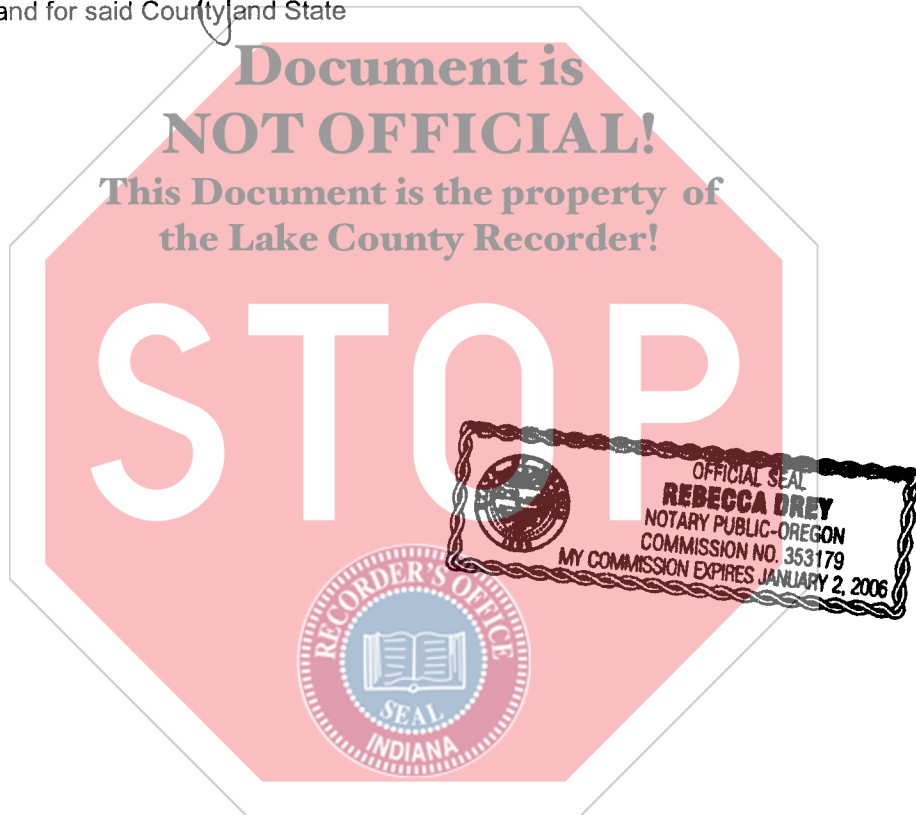 and for said County and State
Document is
NOT OFFICIAL!
This Document is the property of
the Lake County Recorder!
STOP
OFFICIAL SEAL
REBECCA DREY
NOTARY PUBLIC-OREGON
COMMISSION NO. 353179
MY COMMISSION EXPIRES JANUARY 2, 2006
RECORDER'S OFFICE
SEAL
INDIANA